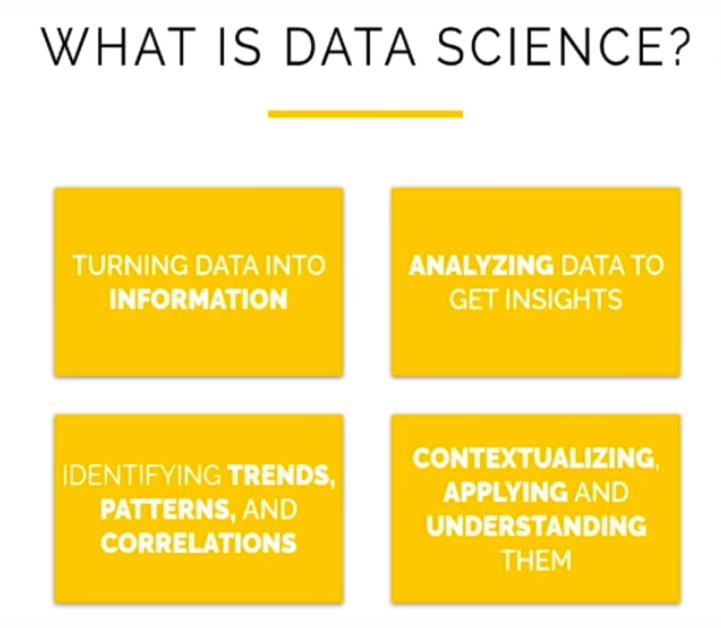 WHAT IS DATA SCIENCE?
TURNING DATA INTO
INFORMATION
ANALYZING DATA TO
GET INSIGHTS
IDENTIFYING TRENDS,
PATTERNS, AND
CORRELATIONS
CONTEXTUALIZING,
APPLYING AND
UNDERSTANDING
THEM